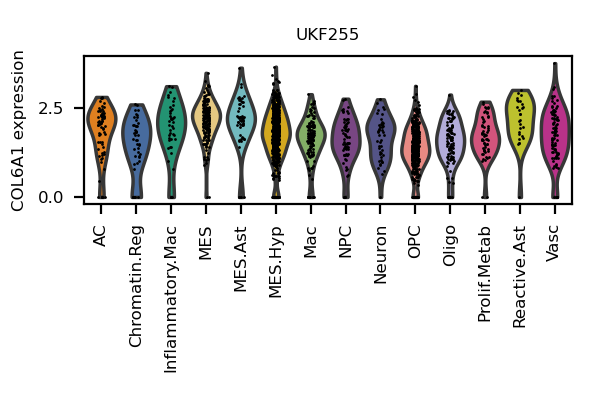 UKF255
COL6A1 expression
2.5
0.0
AC
Chromatin.Reg
Inflammatory.Mac
MES
MES.Ast
MES.Hyp
Mac
NPC
Neuron
OPC
Oligo
Prolif.Metab
Reactive.Ast
Vasc